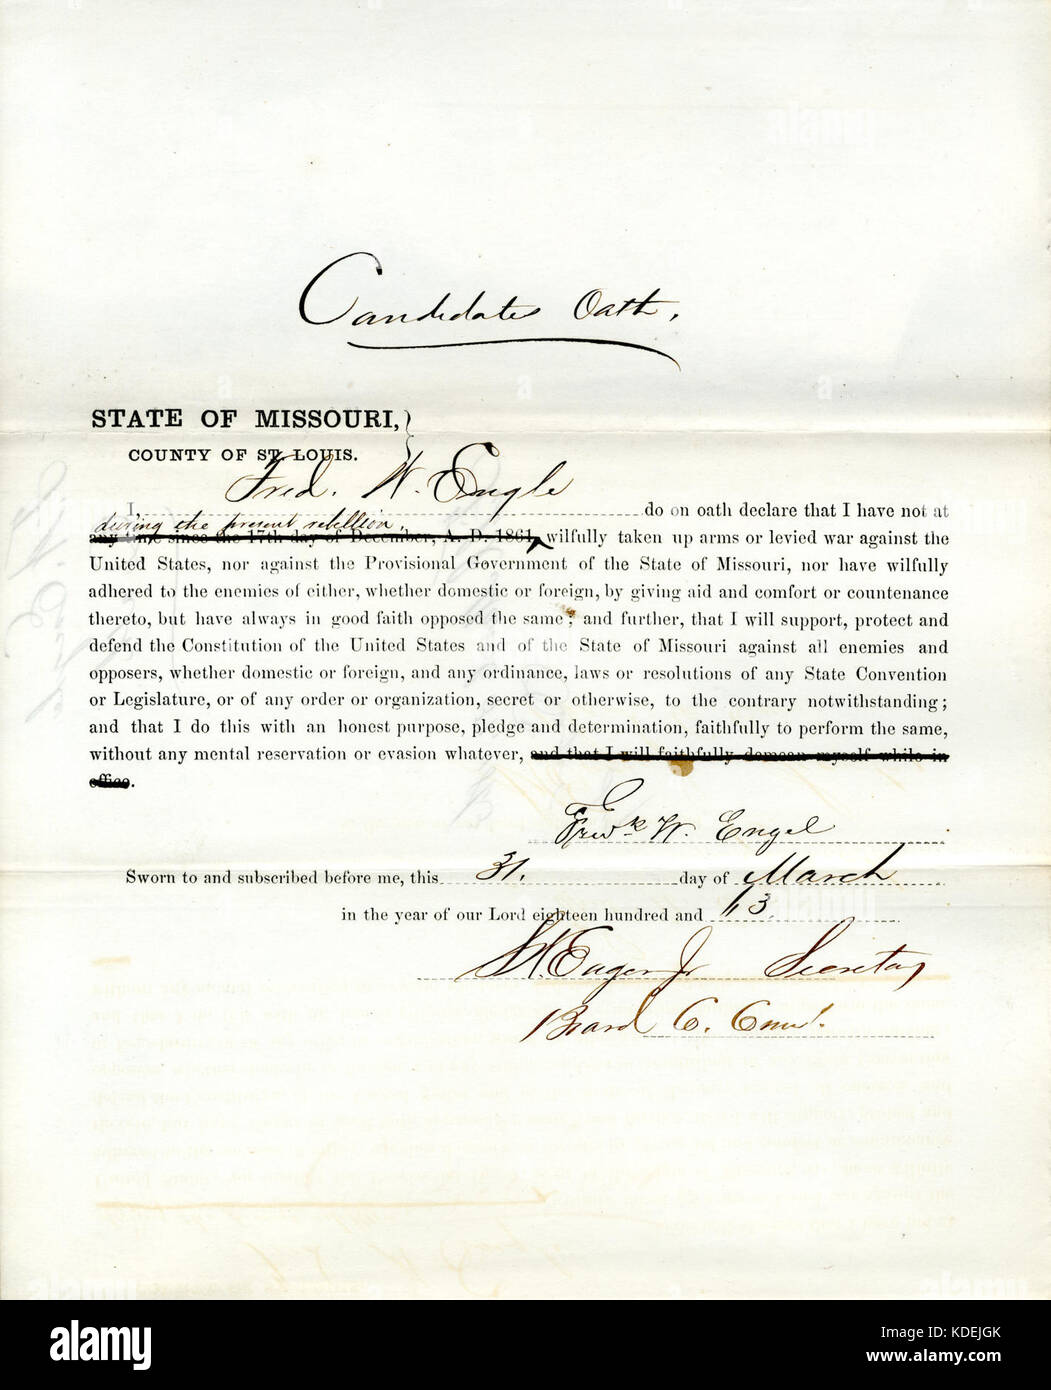 Candidates Oath.
STATE OF MISSOURI,
COUNTY OF ST. LOUIS.
Fred. W. Engle
I, do on oath declare that I have not at
during the present rebellion,
any time since the 17th day of December, A. D. 1861, wilfully taken up arms or levied war against the
United States, nor against the Provisional Government of the State of Missouri, nor have wilfully
adhered to the enemies of either, whether domestic or foreign, by giving aid and comfort or countenance
thereto, but have always in good faith opposed the same; and further, that I will support, protect and
defend the Constitution of the United States and of the State of Missouri against all enemies and
opposers, whether domestic or foreign, and any ordinance, laws or resolutions of any State Convention
or Legislature, or of any order or organization, secret or otherwise, to the contrary notwithstanding;
and that I do this with an honest purpose, pledge and determination, faithfully to perform the same,
without any mental reservation or evasion whatever, and that I will faithfully demean myself while in
office.
Fredk W. Engel
Sworn to and subscribed before me, this 31. day of March
in the year of our Lord eighteen hundred and 63
Eager Jr Secretary
Board
a alamy
Image ID: KDEJGK
www.alamy.com